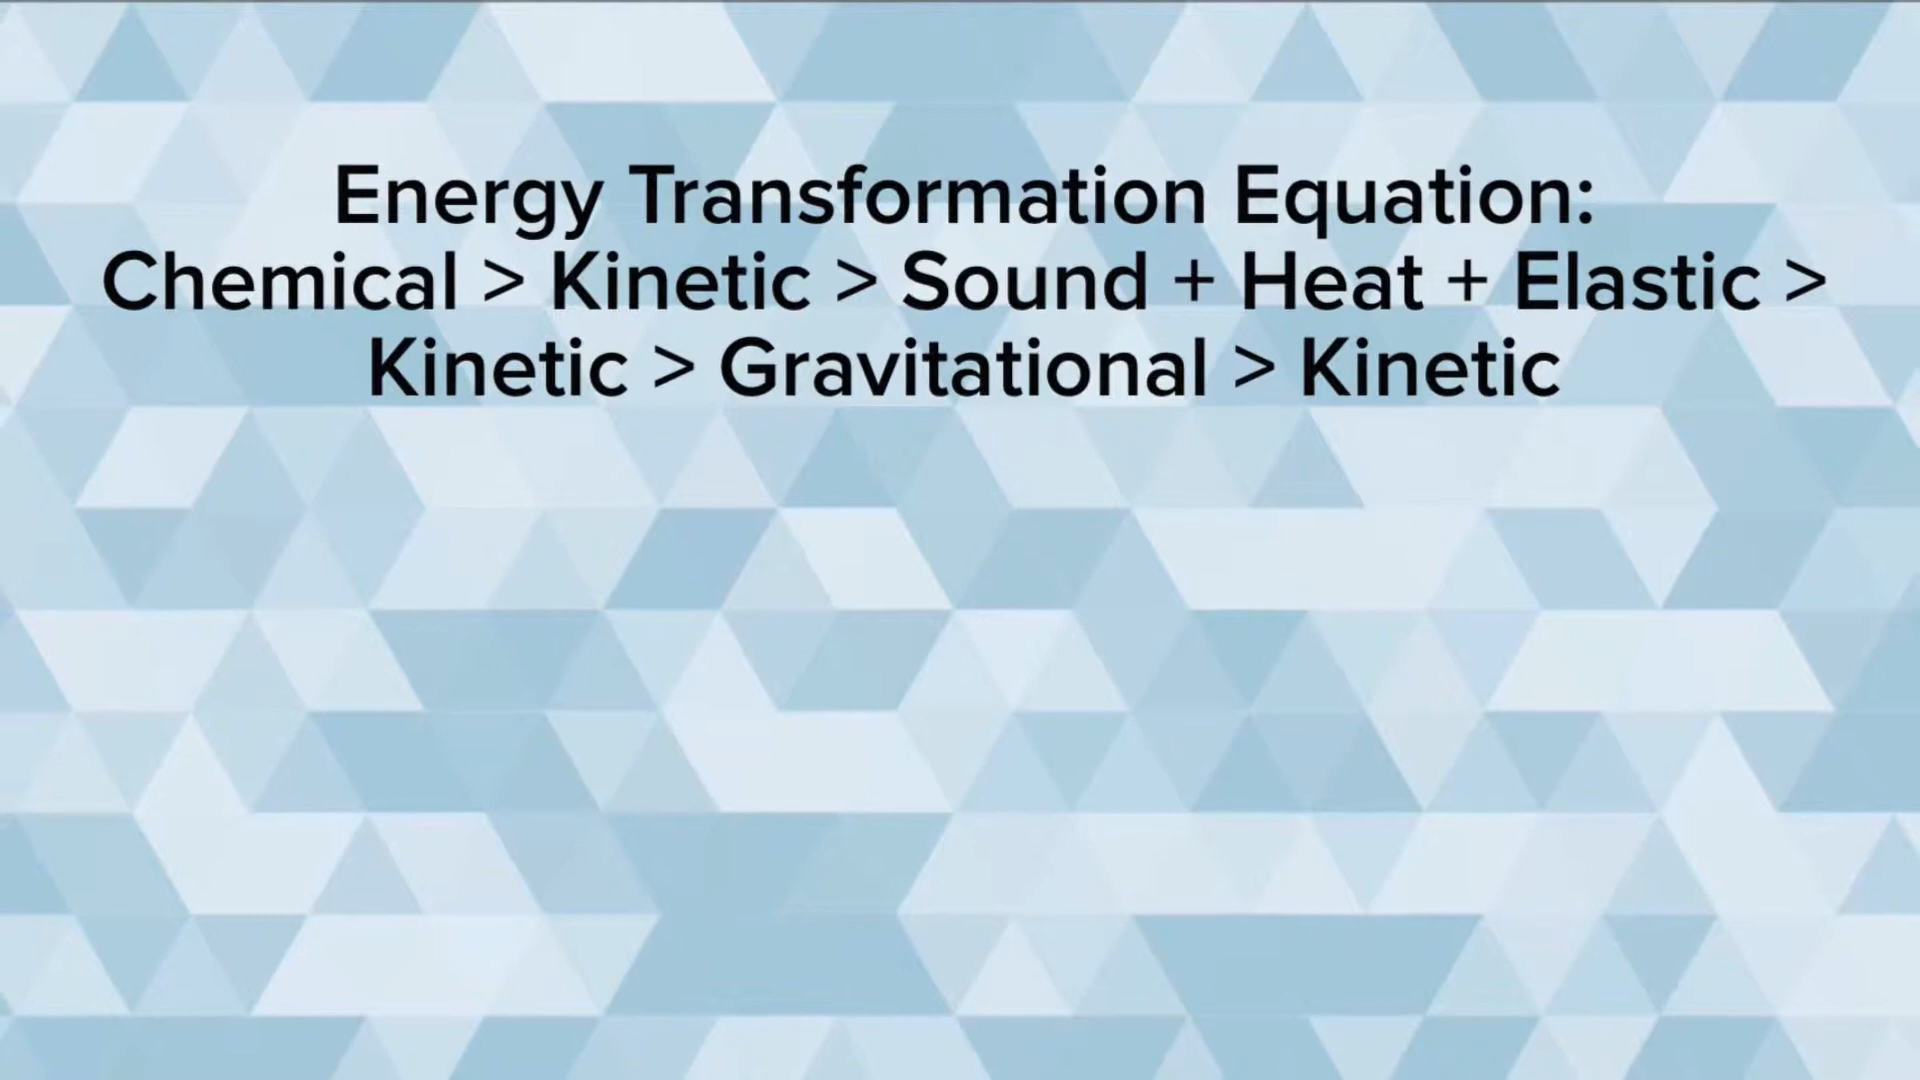 Energy Transformation Equation:
Chemical > Kinetic > Sound + Heat + Elastic >
Kinetic > Gravitational > Kinetic